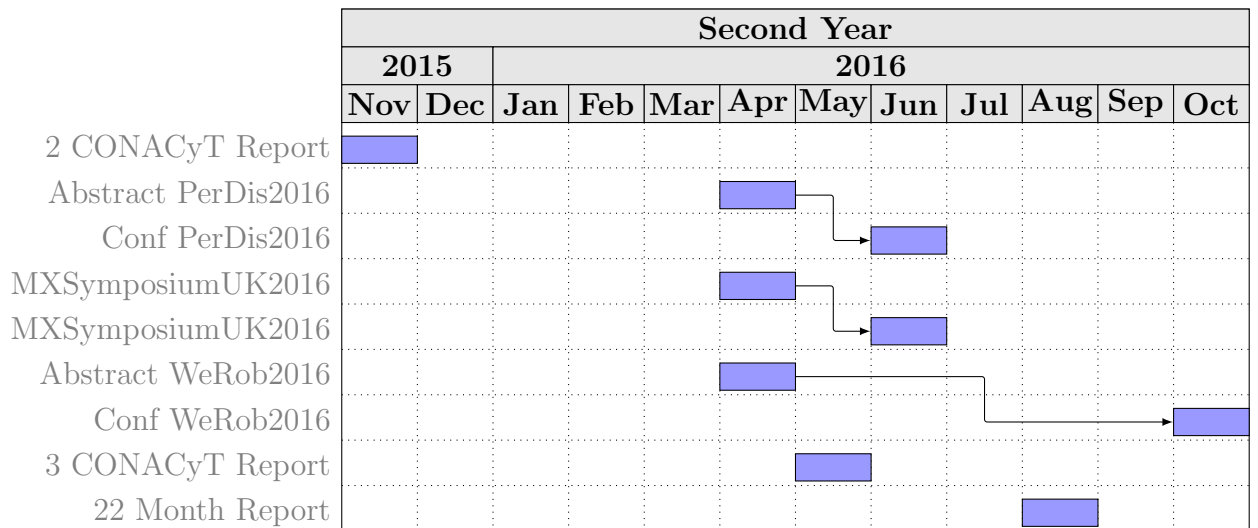 Second Year
2015 2016
Nov Dec Jan Feb Mar Apr May Jun Jul Aug Sep Oct
2 CONACyT Report
Abstract PerDis2016
Conf PerDis2016
MXSymposiumUK2016
MXSymposiumUK2016
Abstract WeRob2016
Conf WeRob2016
3 CONACyT Report
22 Month Report